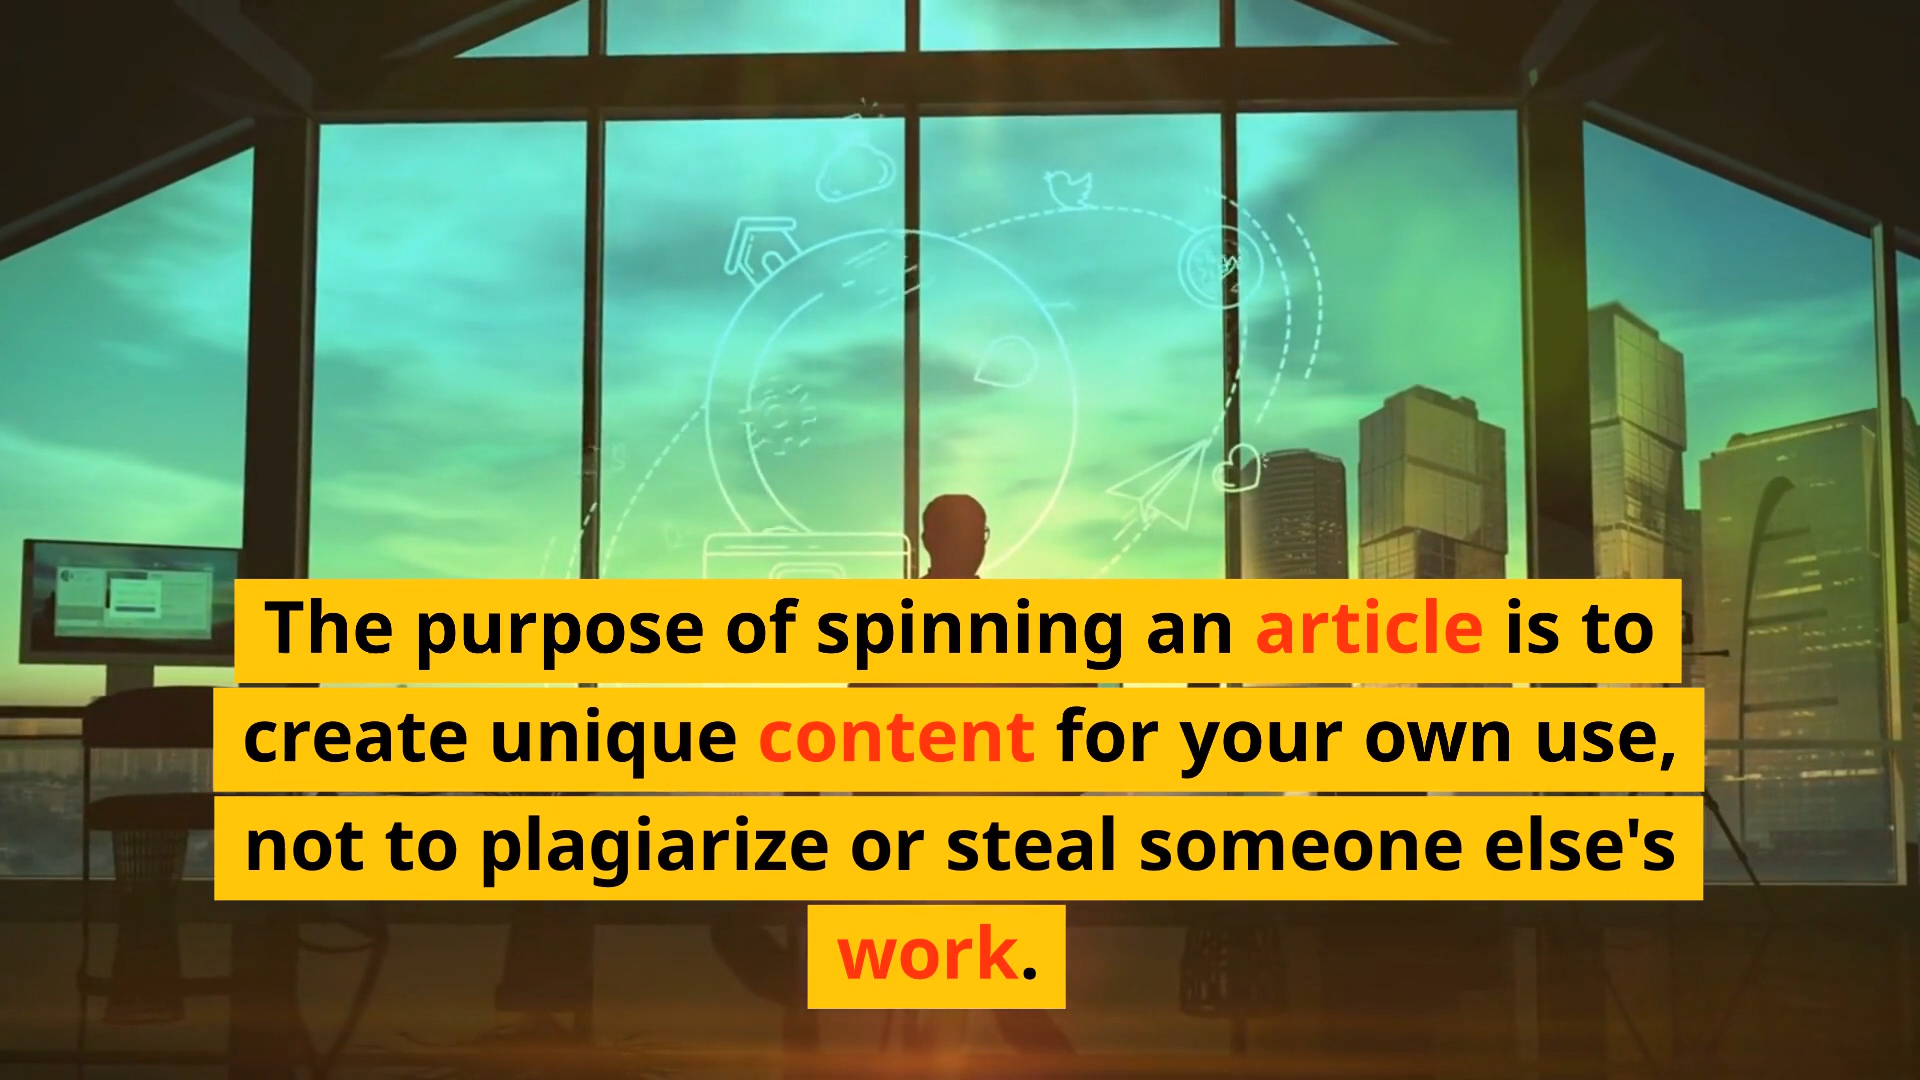 The purpose of spinning an article is to
create unique content for your own use,
not to plagiarize or steal someone else's
work.